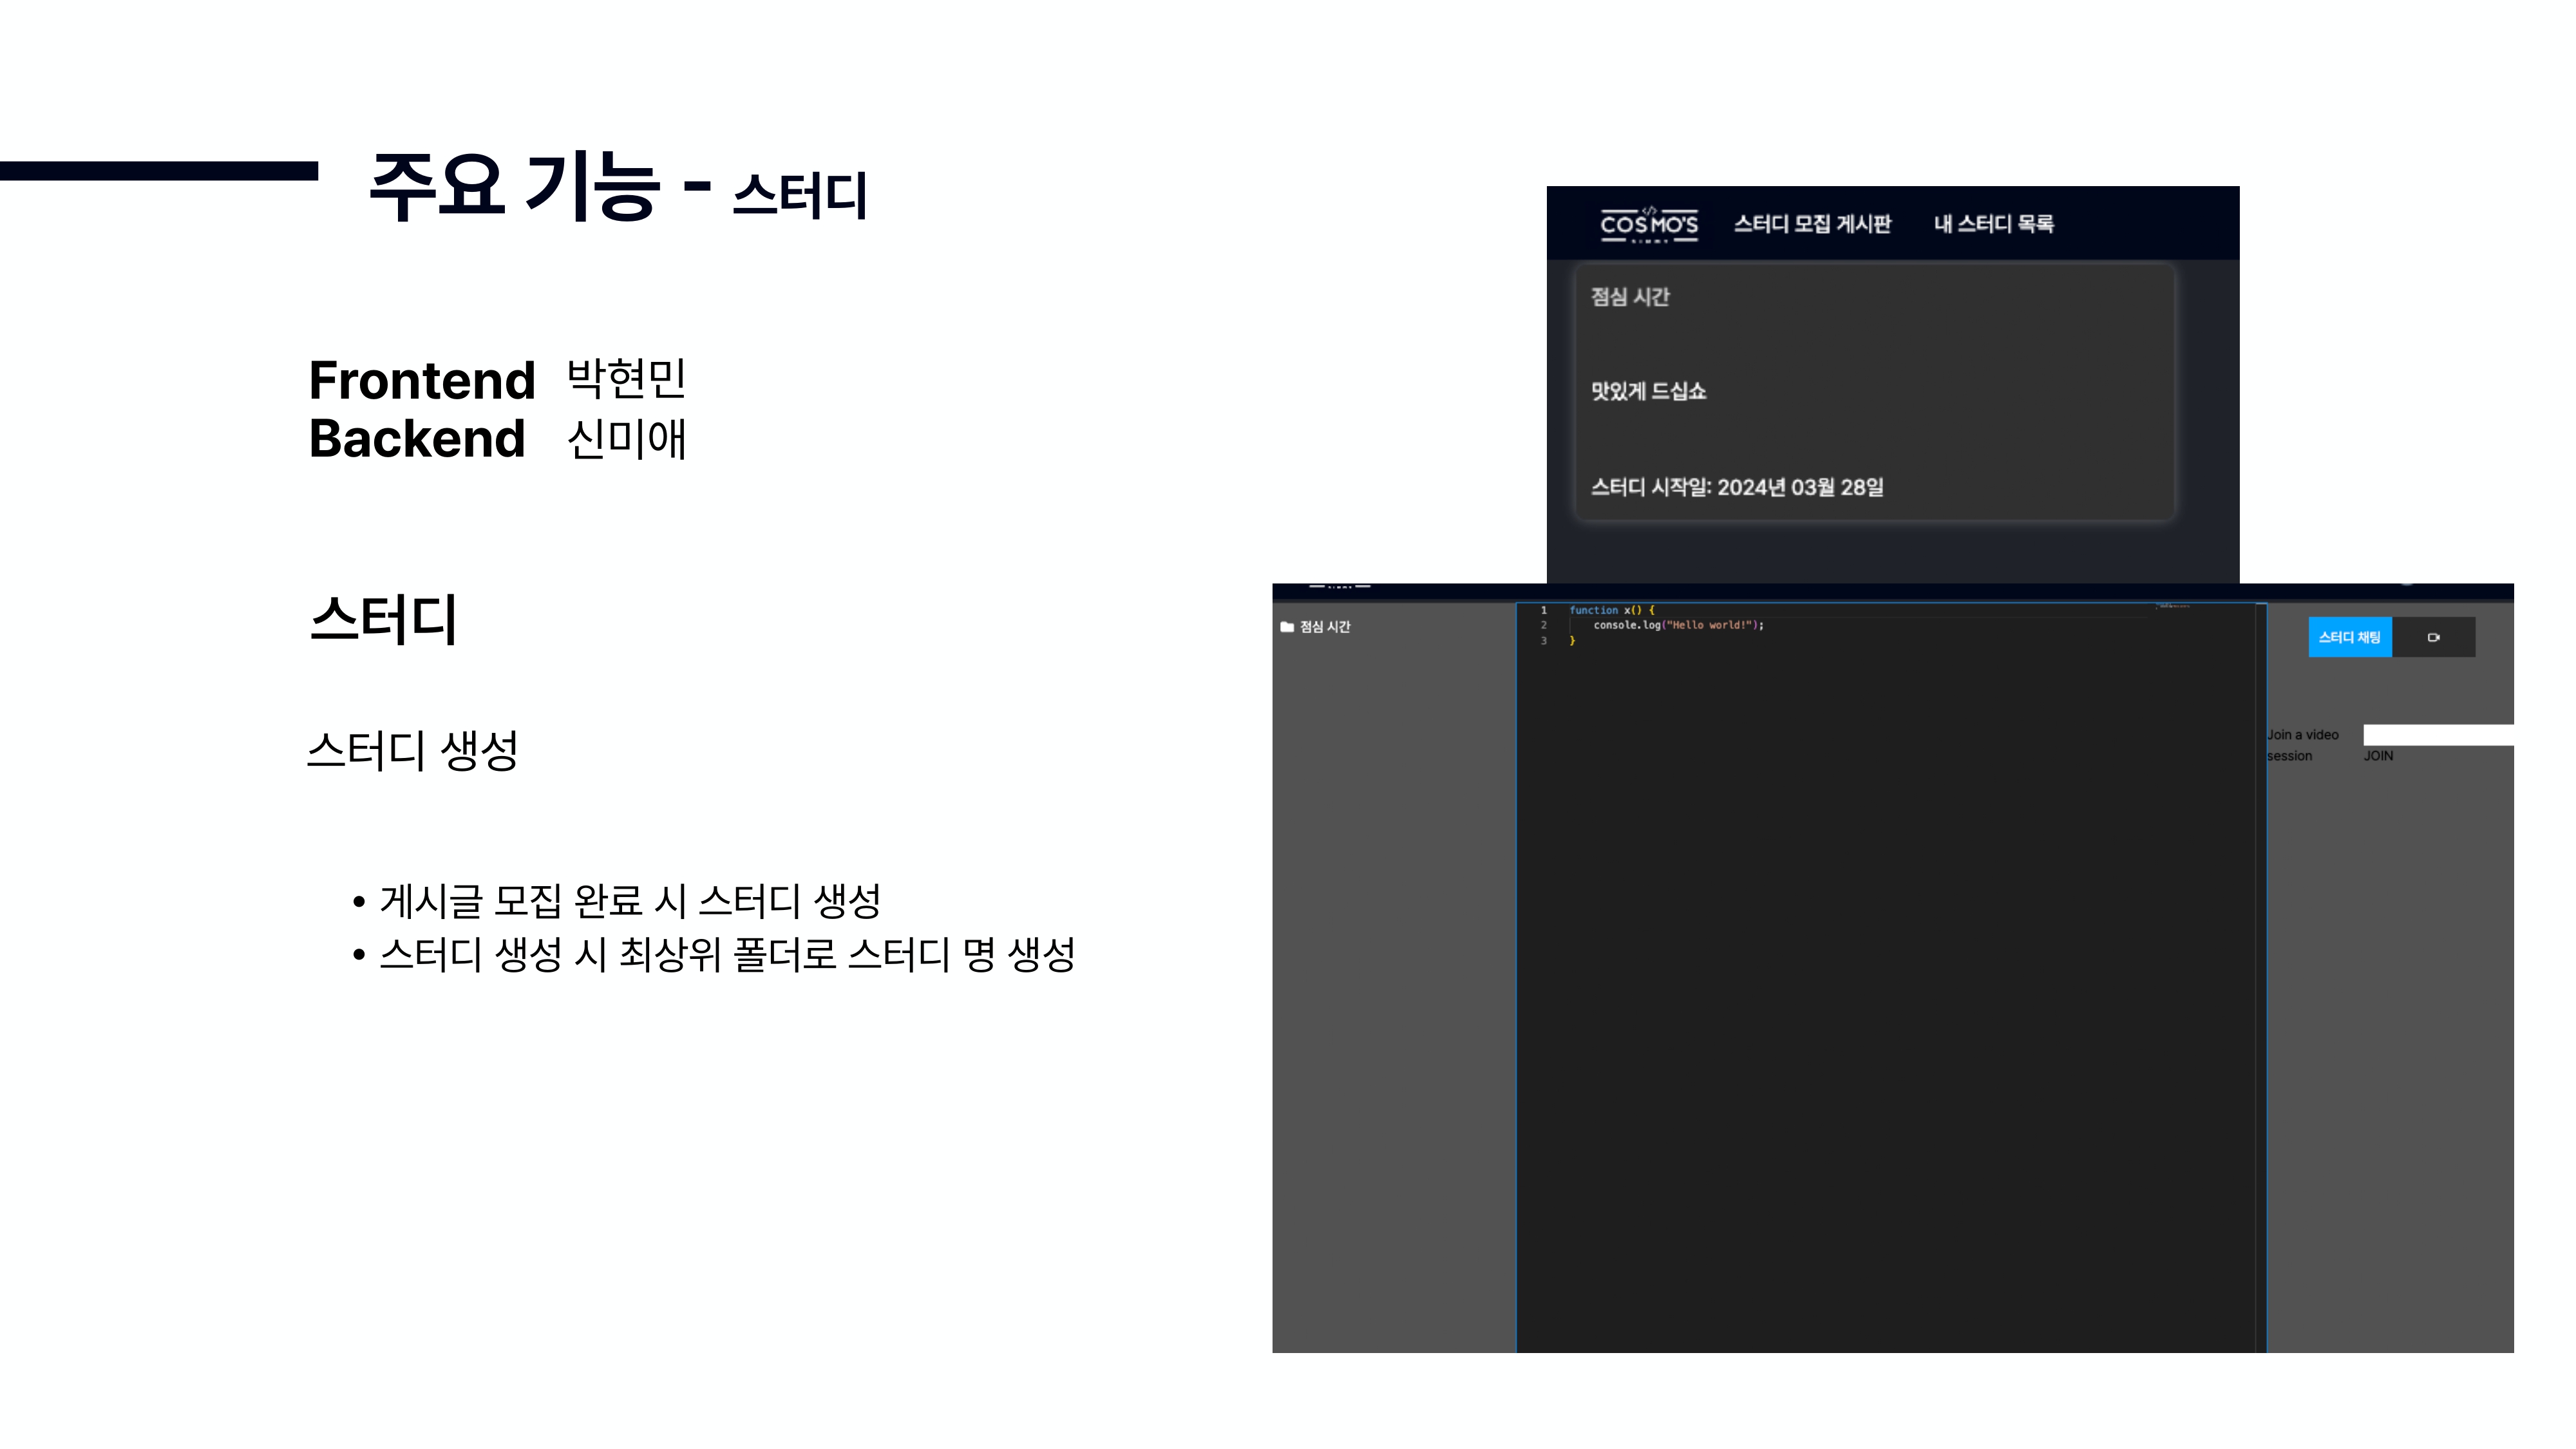 주요 기능 - 스터디
Frontend 박현민
Backend 신미애
스터디
스터디 생성
• 게시글 모집 완료 시 스터디 생성
• 스터디 생성 시 최상위 폴더로 스터디 명 생성
</> 
COSMO'S 스터디 모집 게시판 내 스터디 목록
점심 시간
맛있게 드십쇼
스터디 시작일: 2024년 03월 28일
점심 시간
1 function x() {
2 console.log("Hello world!");
3 }
스터디 채팅
Join a video session
JOIN